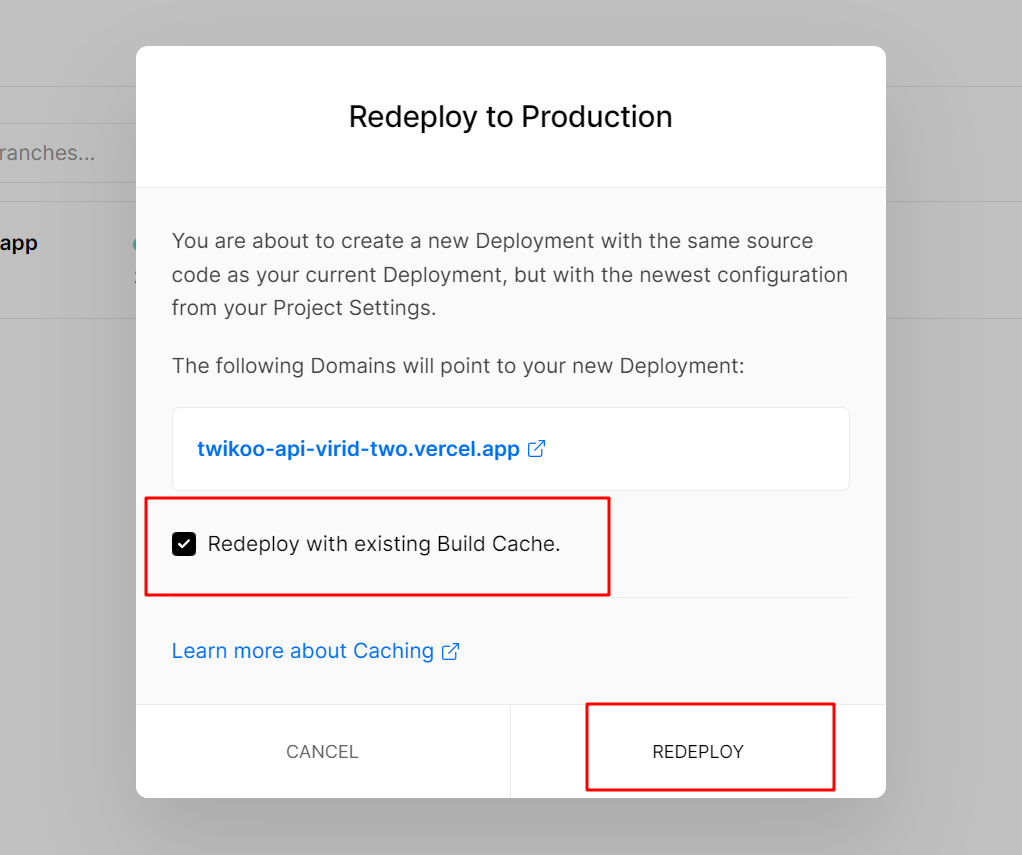 Redeploy to Production
ranches...
app
You are about to create a new Deployment with the same source
code as your current Deployment, but with the newest configuration
from your Project Settings.
The following Domains will point to your new Deployment:
twikoo-api-virid-two.vercel.app
Redeploy with existing Build Cache.
Learn more about Caching
CANCEL
REDEPLOY